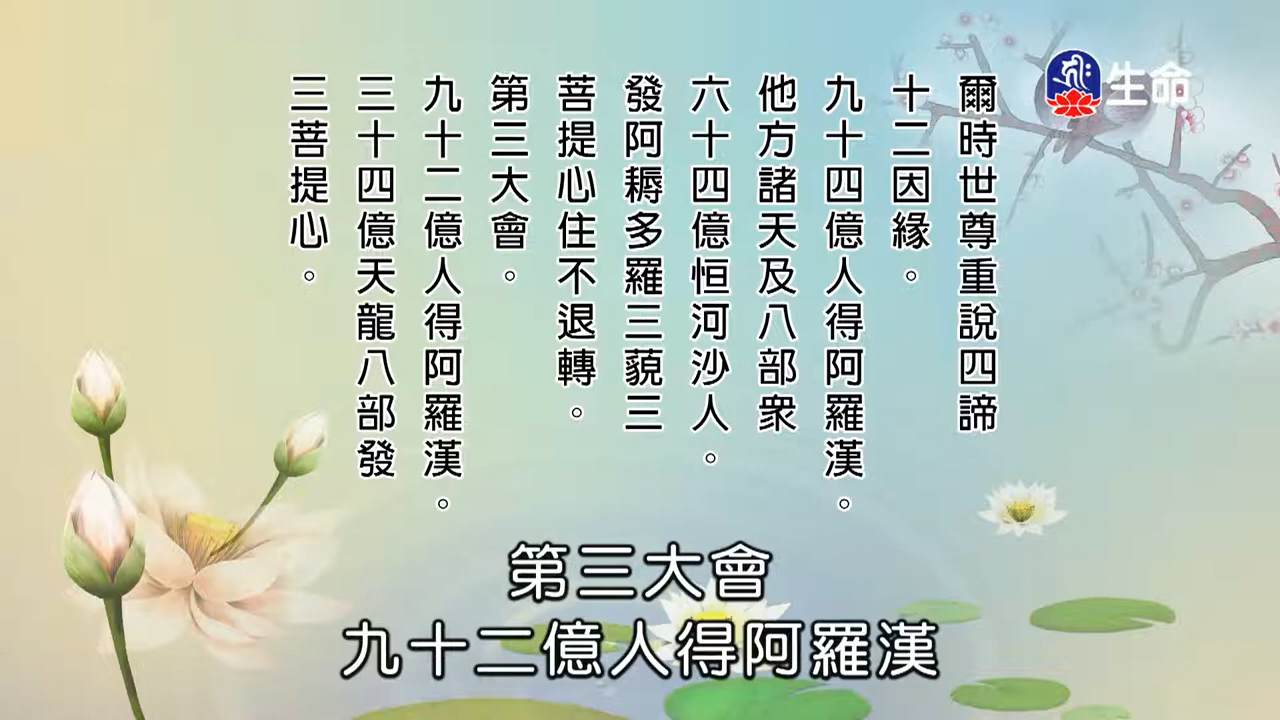 爾時世尊重說四諦
十二因緣。
九十四億人得阿羅漢。
他方諸天及八部眾
六十四億恒河沙人。
發阿耨多羅三藐三
菩提心住不退轉。
第三大會。
九十二億人得阿羅漢。
三十四億天龍八部發
三菩提心。
生命
第三大會
九十二億人得阿羅漢